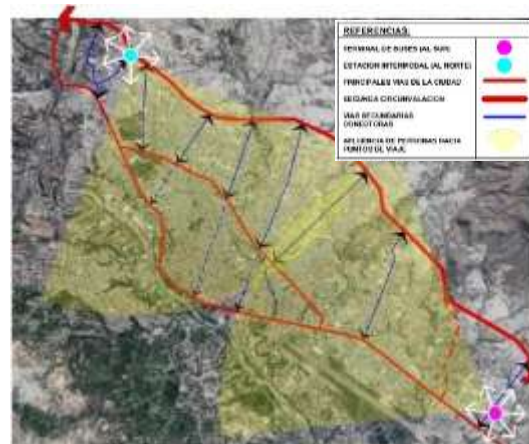 REFERENCIAS:
TERMINAL DE BUSES (AL SUR)
ESTACION INTERMODAL (AL NORTE)
PRINCIPALES VIAS DE LA CIUDAD
SEGUNDA CIRCUNVALACION
VIAS SECUNDARIAS
CONECTORAS
AFLUENCIA DE PERSONAS HACIA
PUNTOS DE VIAJE